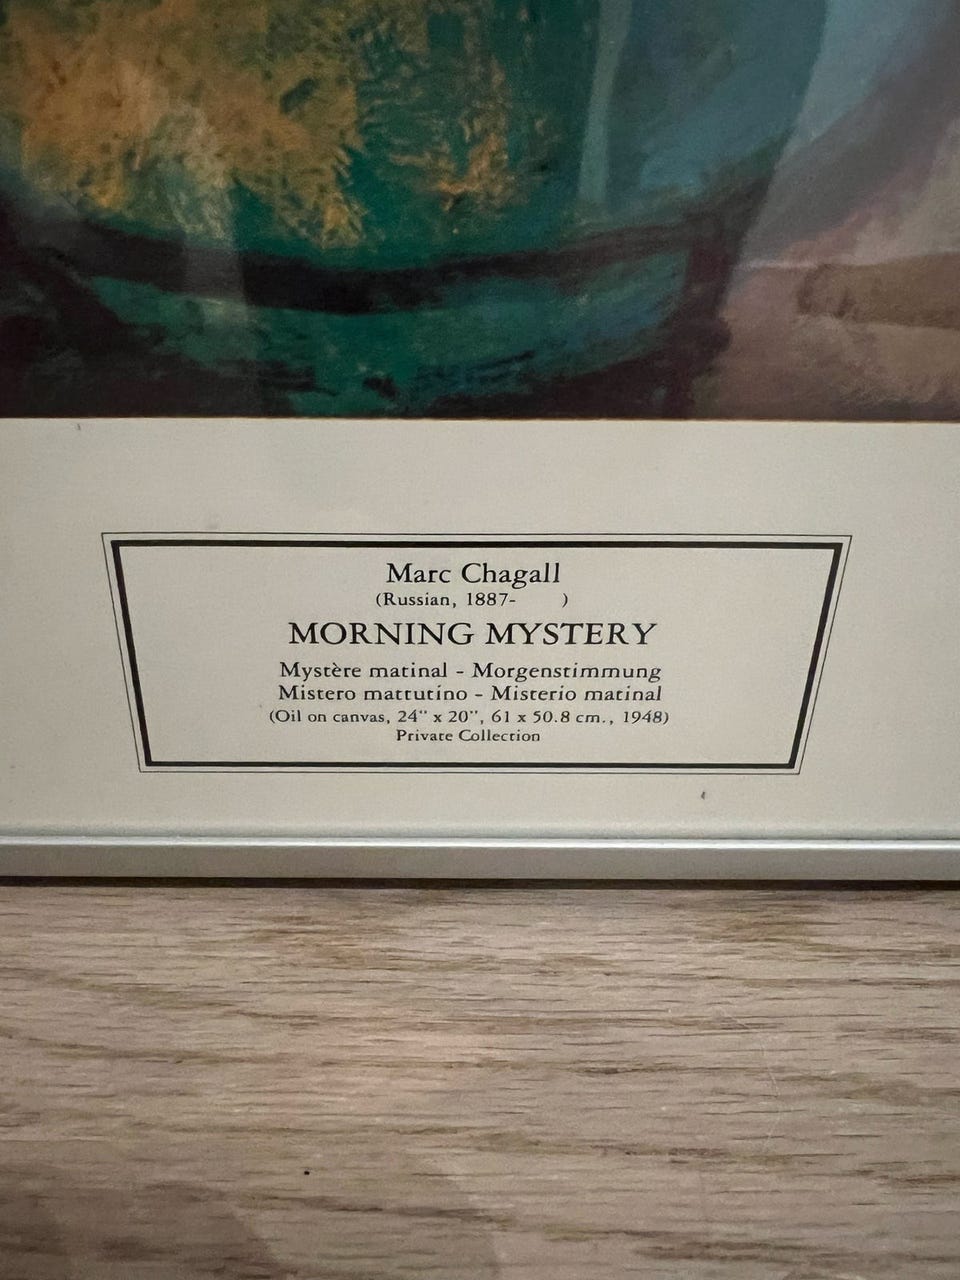 Marc Chagall
(Russian, 1887-      )
MORNING MYSTERY
Mystère matinal - Morgenstimmung
Mistero mattutino - Misterio matinal
(Oil on canvas, 24" x 20", 61 x 50.8 cm., 1948)
Private Collection